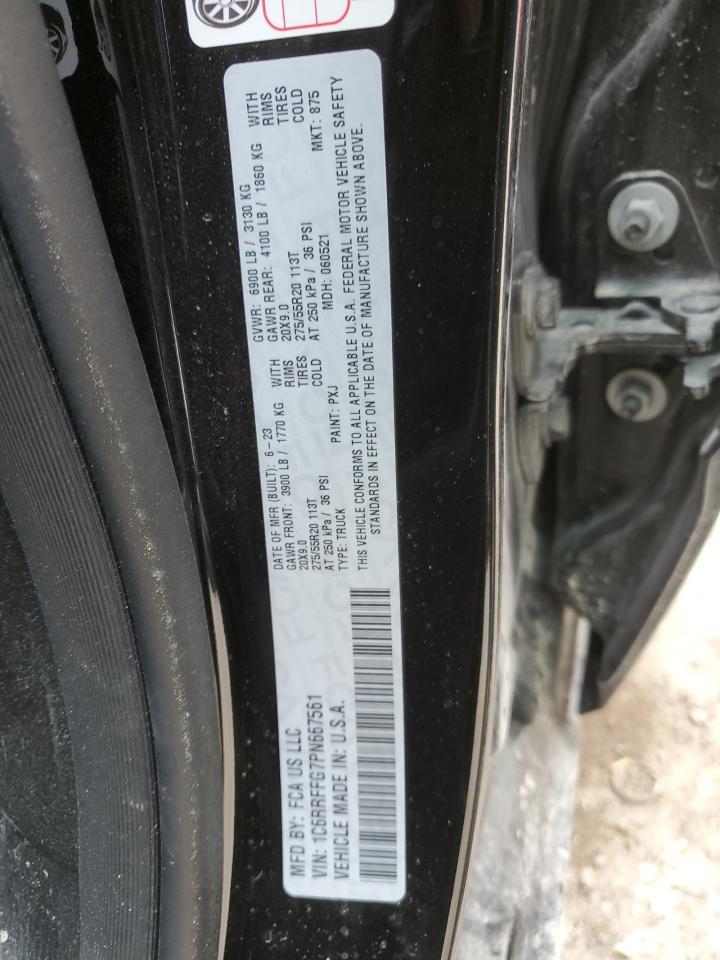 MFD BY: FCA US LLC
VIN: 1C6RRFFG7PN667561
VEHICLE MADE IN: U.S.A.
DATE OF MFR (BUILT): 6-23
GAWR FRONT: 3900 LB / 1770 KG WITH
20X9.0 RIMS
275/55R20 113T TIRES
AT 250 kPa / 36 PSI COLD
TYPE: TRUCK PAINT: PXJ
GVWR: 6900 LB / 3130 KG
GAWR REAR: 4100 LB / 1860 KG WITH
20X9.0 RIMS
275/55R20 113T TIRES
AT 250 kPa / 36 PSI COLD
MDH: 060521 MKT: 875
THIS VEHICLE CONFORMS TO ALL APPLICABLE U.S.A. FEDERAL MOTOR VEHICLE SAFETY
STANDARDS IN EFFECT ON THE DATE OF MANUFACTURE SHOWN ABOVE.